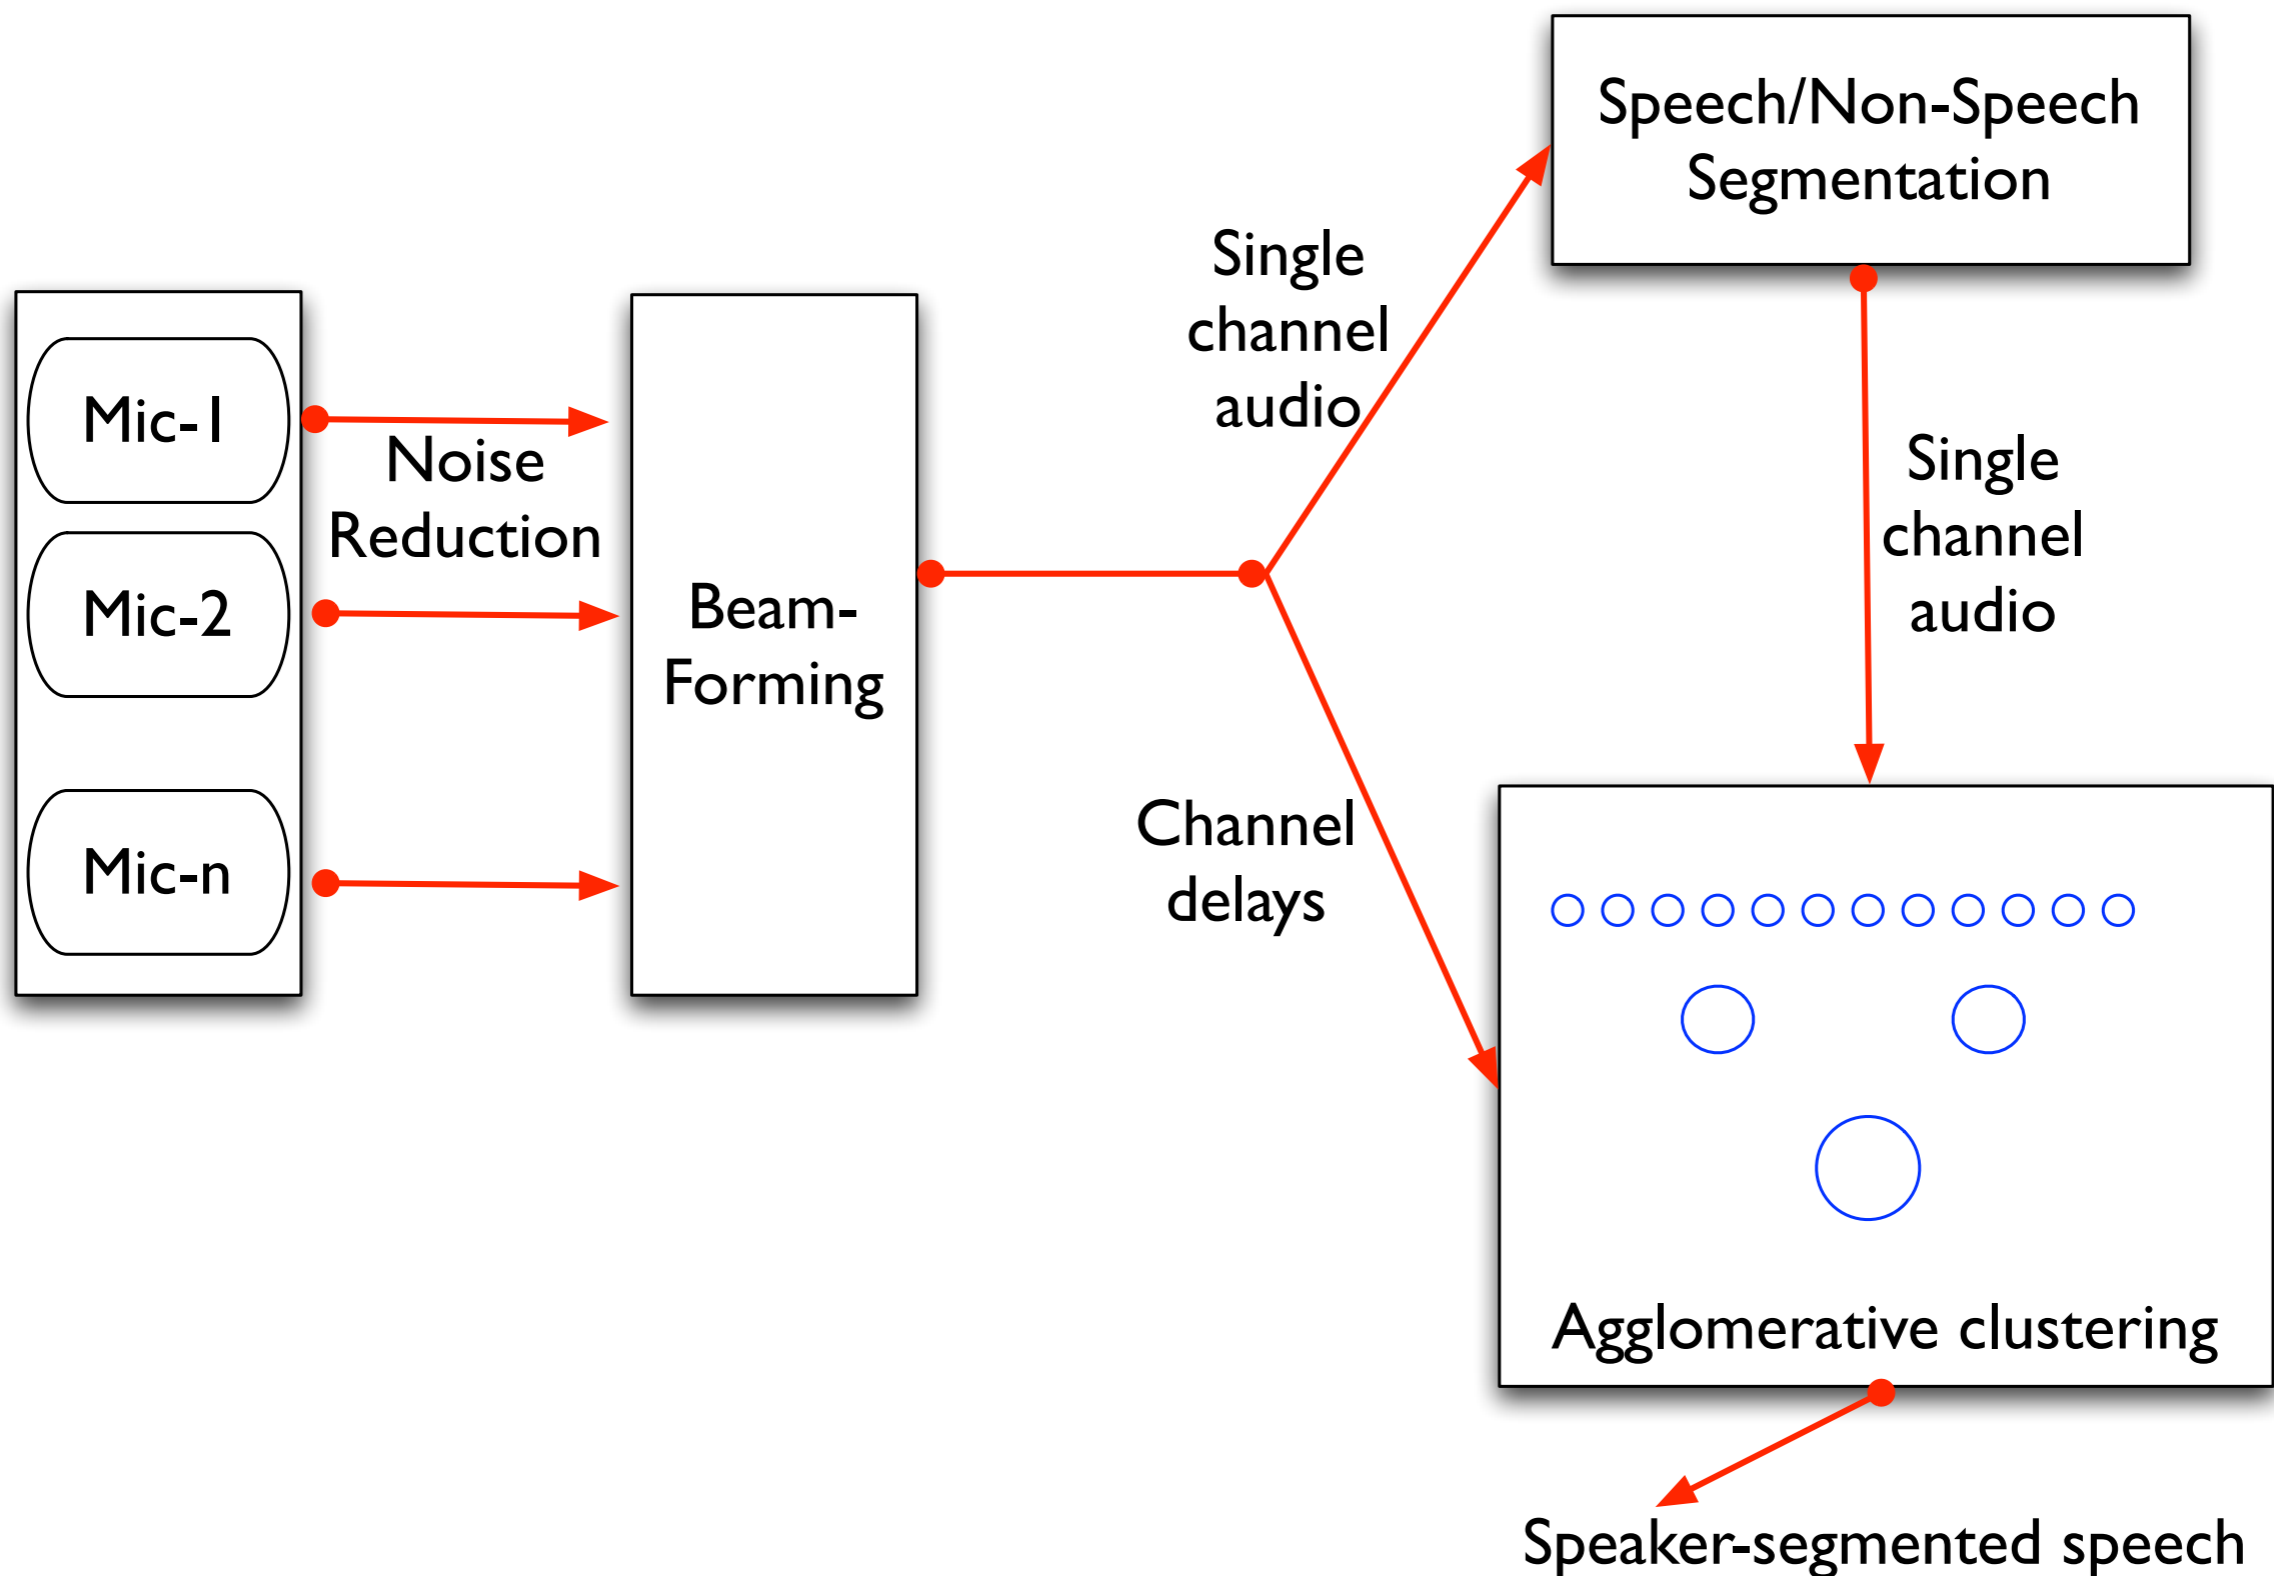 Mic-1
Mic-2
Mic-n
Noise
Reduction
Beam-
Forming
Single
channel
audio
Channel
delays
Speech/Non-Speech
Segmentation
Single
channel
audio
Agglomerative clustering
Speaker-segmented speech